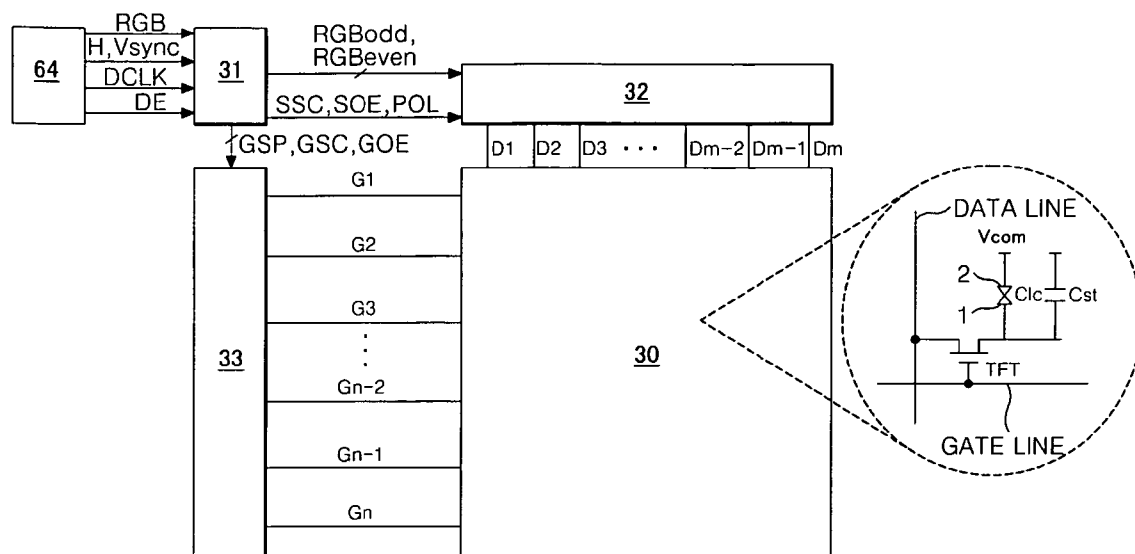 RGB
H,Vsync
DCLK
DE
64
31
RGBodd,
RGBeven
SSC,SOE,POL
32
GSP,GSC,GOE
D1 D2 D3 ··· Dm-2 Dm-1 Dm
33
G1
G2
G3
⋮
Gn-2
Gn-1
Gn
30
DATA LINE
Vcom
2
1
Clc
Cst
TFT
GATE LINE